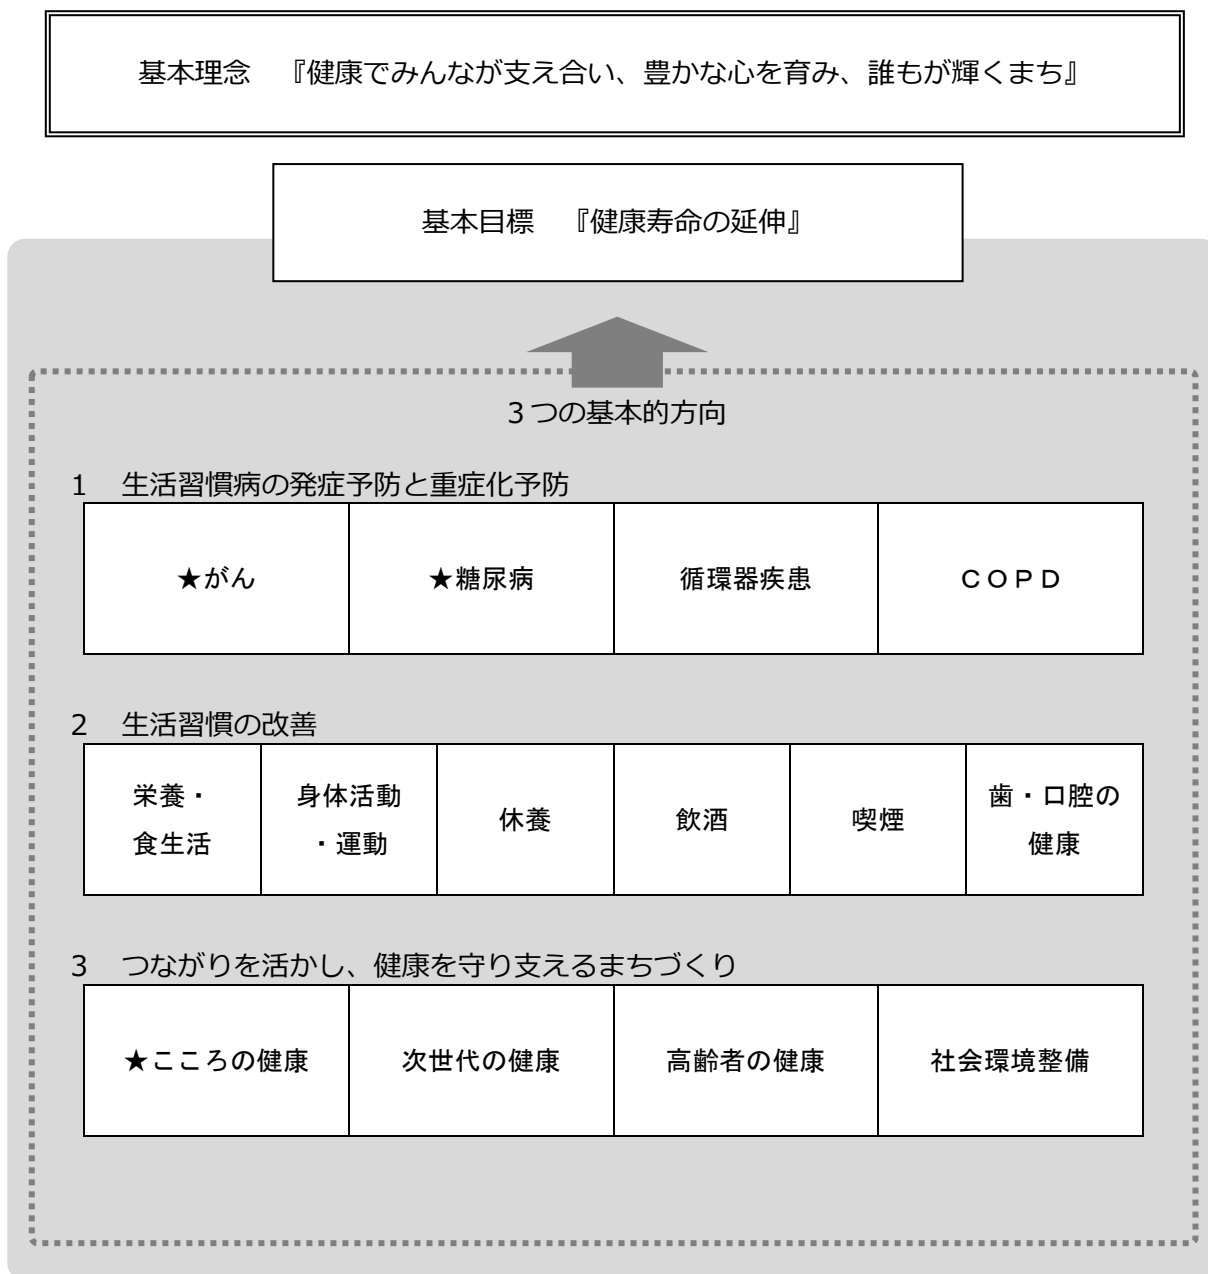 基本理念　『健康でみんなが支え合い、豊かな心を育み、誰もが輝くまち』
基本目標　『健康寿命の延伸』
３つの基本的方向
1　生活習慣病の発症予防と重症化予防
★がん
★糖尿病
循環器疾患
ＣＯＰＤ
2　生活習慣の改善
栄養・
食生活
身体活動
・運動
休養
飲酒
喫煙
歯・口腔の
健康
3　つながりを活かし、健康を守り支えるまちづくり
★こころの健康
次世代の健康
高齢者の健康
社会環境整備